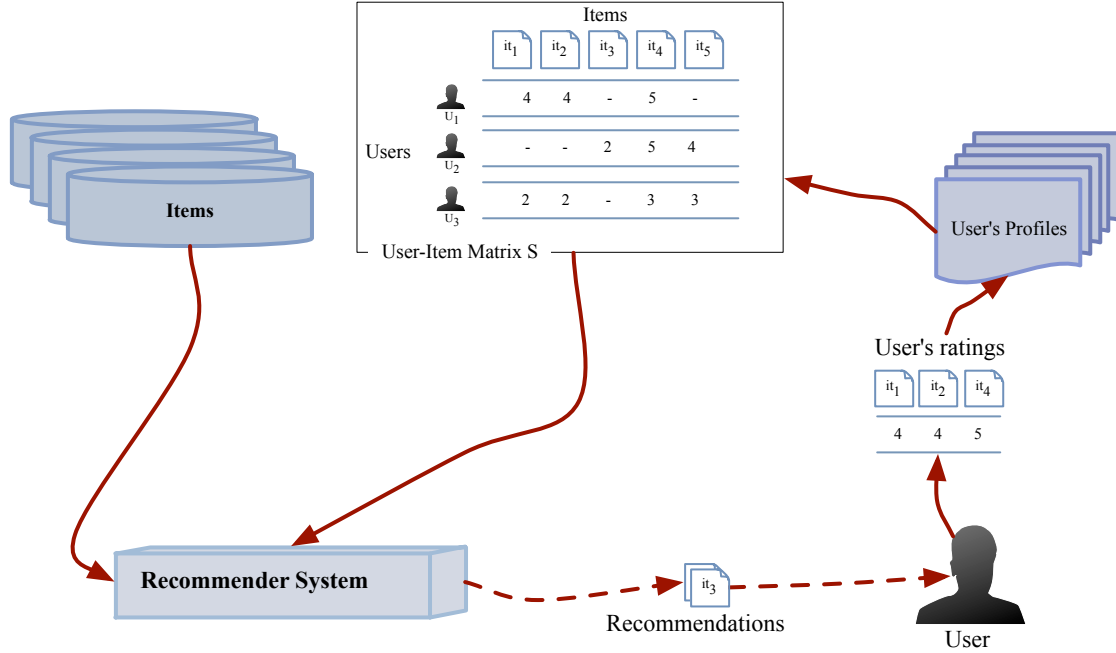 Items
it1 it2 it3 it4 it5
4 4 - 5 -
U1
Users
- - 2 5 4
U2
2 2 - 3 3
U3
User-Item Matrix S
Items
User's Profiles
User's ratings
it1 it2 it4
4 4 5
Recommender System
it3
Recommendations
User